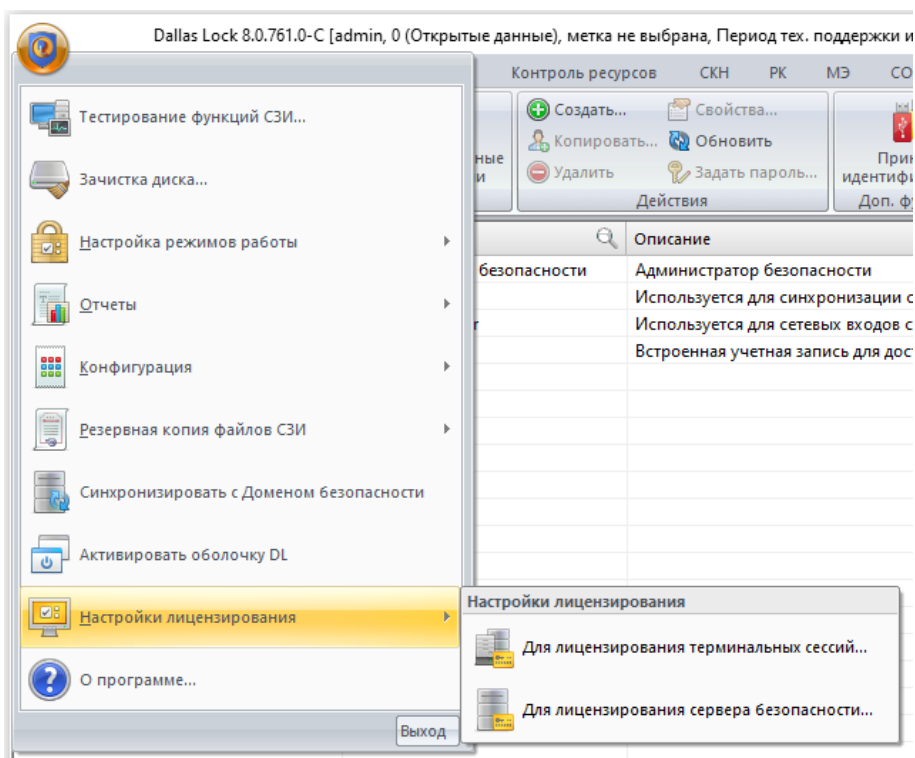 Dallas Lock 8.0.761.0-C [admin, 0 (Открытые данные), метка не выбрана, Период тех. поддержки и
Контроль ресурсов СКН РК МЭ СО
Тестирование функций СЗИ...
Зачистка диска...
Настройка режимов работы
Отчеты
Конфигурация
Резервная копия файлов СЗИ
Синхронизировать с Доменом безопасности
Активировать оболочку DL
Настройки лицензирования
О программе...
Выход
ные
и
Создать...
Копировать...
Удалить
Свойства...
Обновить
Задать пароль...
Действия
Прин
идентифи
Доп. ф
Описание
безопасности Администратор безопасности
Используется для синхронизации с
r Используется для сетевых входов с
Встроенная учетная запись для дос
Настройки лицензирования
Для лицензирования терминальных сессий...
Для лицензирования сервера безопасности...